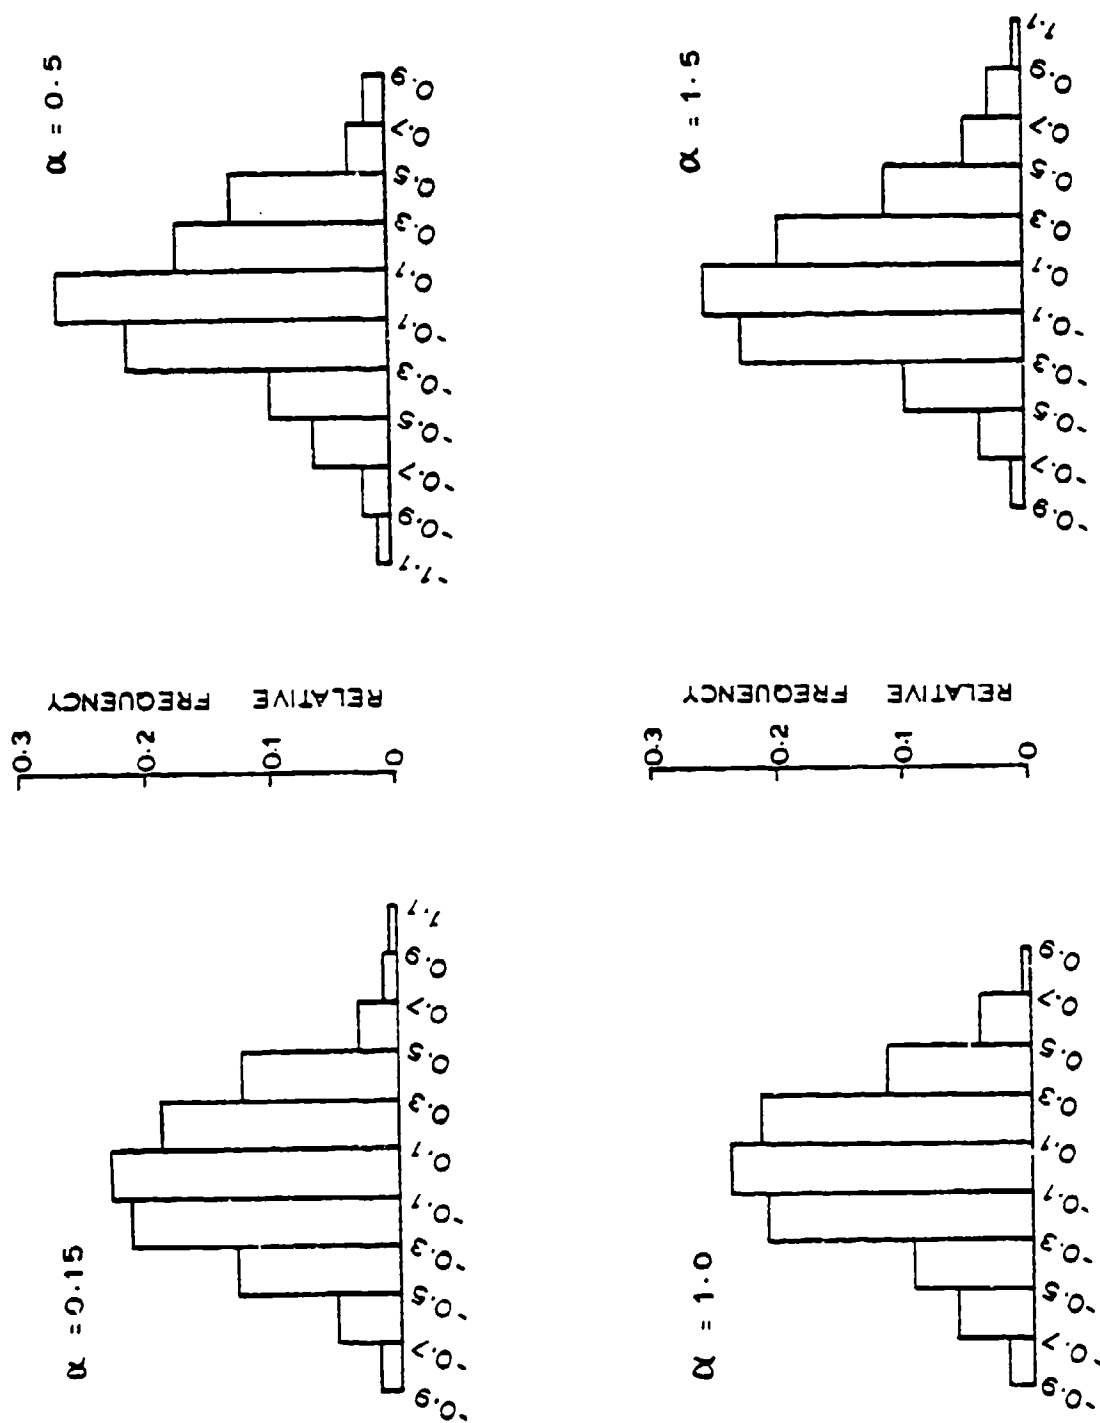 α = 0.15
-0.9 -0.7 -0.5 -0.3 -0.1 0.1 0.3 0.5 0.7 0.9 1.1
0.3
0.2
0.1
0
RELATIVE FREQUENCY
α = 0.5
-1.1 -0.9 -0.7 -0.5 -0.3 -0.1 0.1 0.3 0.5 0.7 0.9
α = 1.0
-0.9 -0.7 -0.5 -0.3 -0.1 0.1 0.3 0.5 0.7 0.9
0.3
0.2
0.1
0
RELATIVE FREQUENCY
α = 1.5
-0.9 -0.7 -0.5 -0.3 -0.1 0.1 0.3 0.5 0.7 0.9 1.1